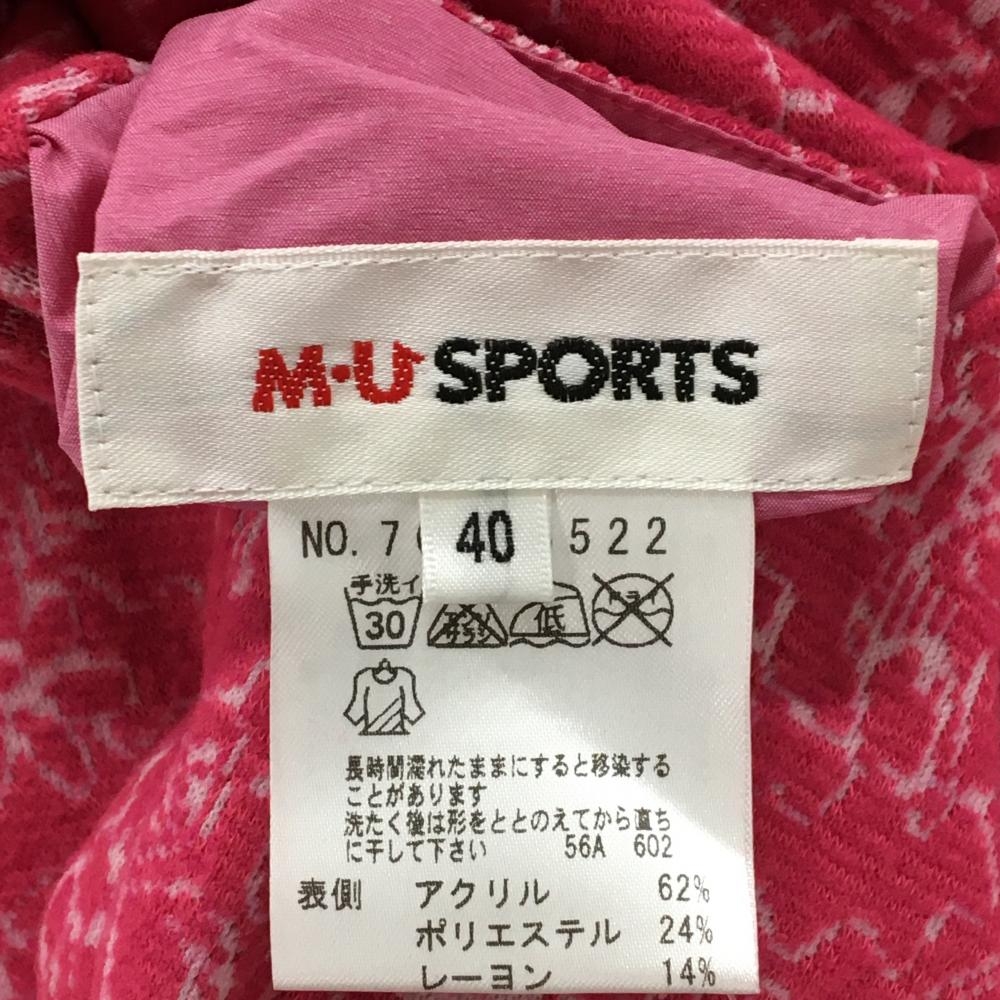 M・U SPORTS
40
NO. 7 522
手洗イ
30
低
ドライ
長時間濡れたままにすると移染する
ことがあります
洗たく後は形をととのえてから直ち
に干して下さい 56A 602
表側 アクリル 62%
ポリエステル 24%
レーヨン 14%